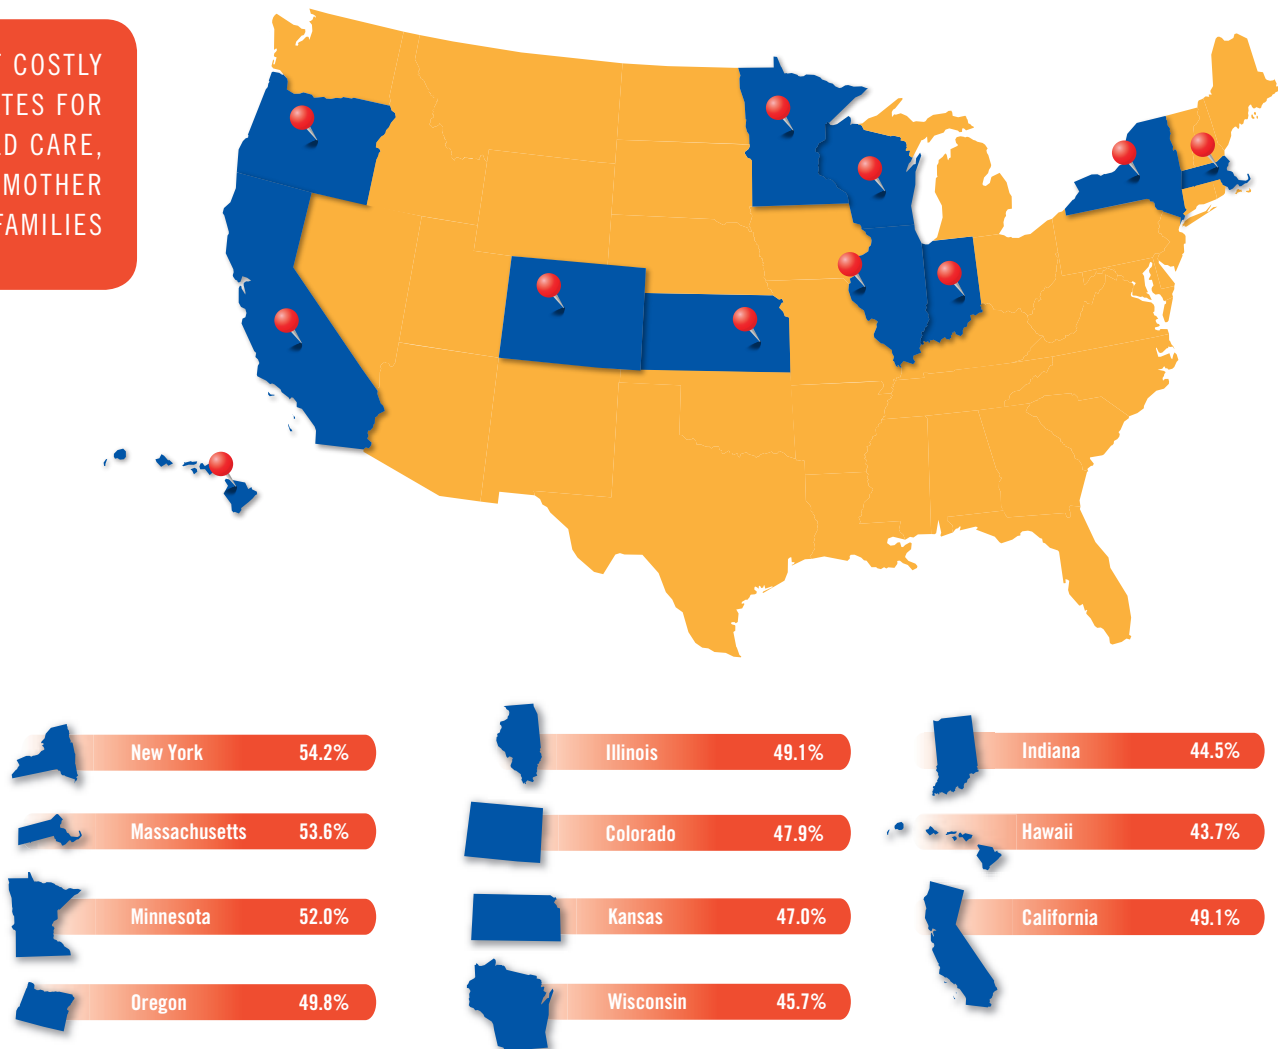 COSTLY
TES FOR
D CARE,
MOTHER
FAMILIES
New York 54.2%
Massachusetts 53.6%
Minnesota 52.0%
Oregon 49.8%
Illinois 49.1%
Colorado 47.9%
Kansas 47.0%
Wisconsin 45.7%
Indiana 44.5%
Hawaii 43.7%
California 49.1%